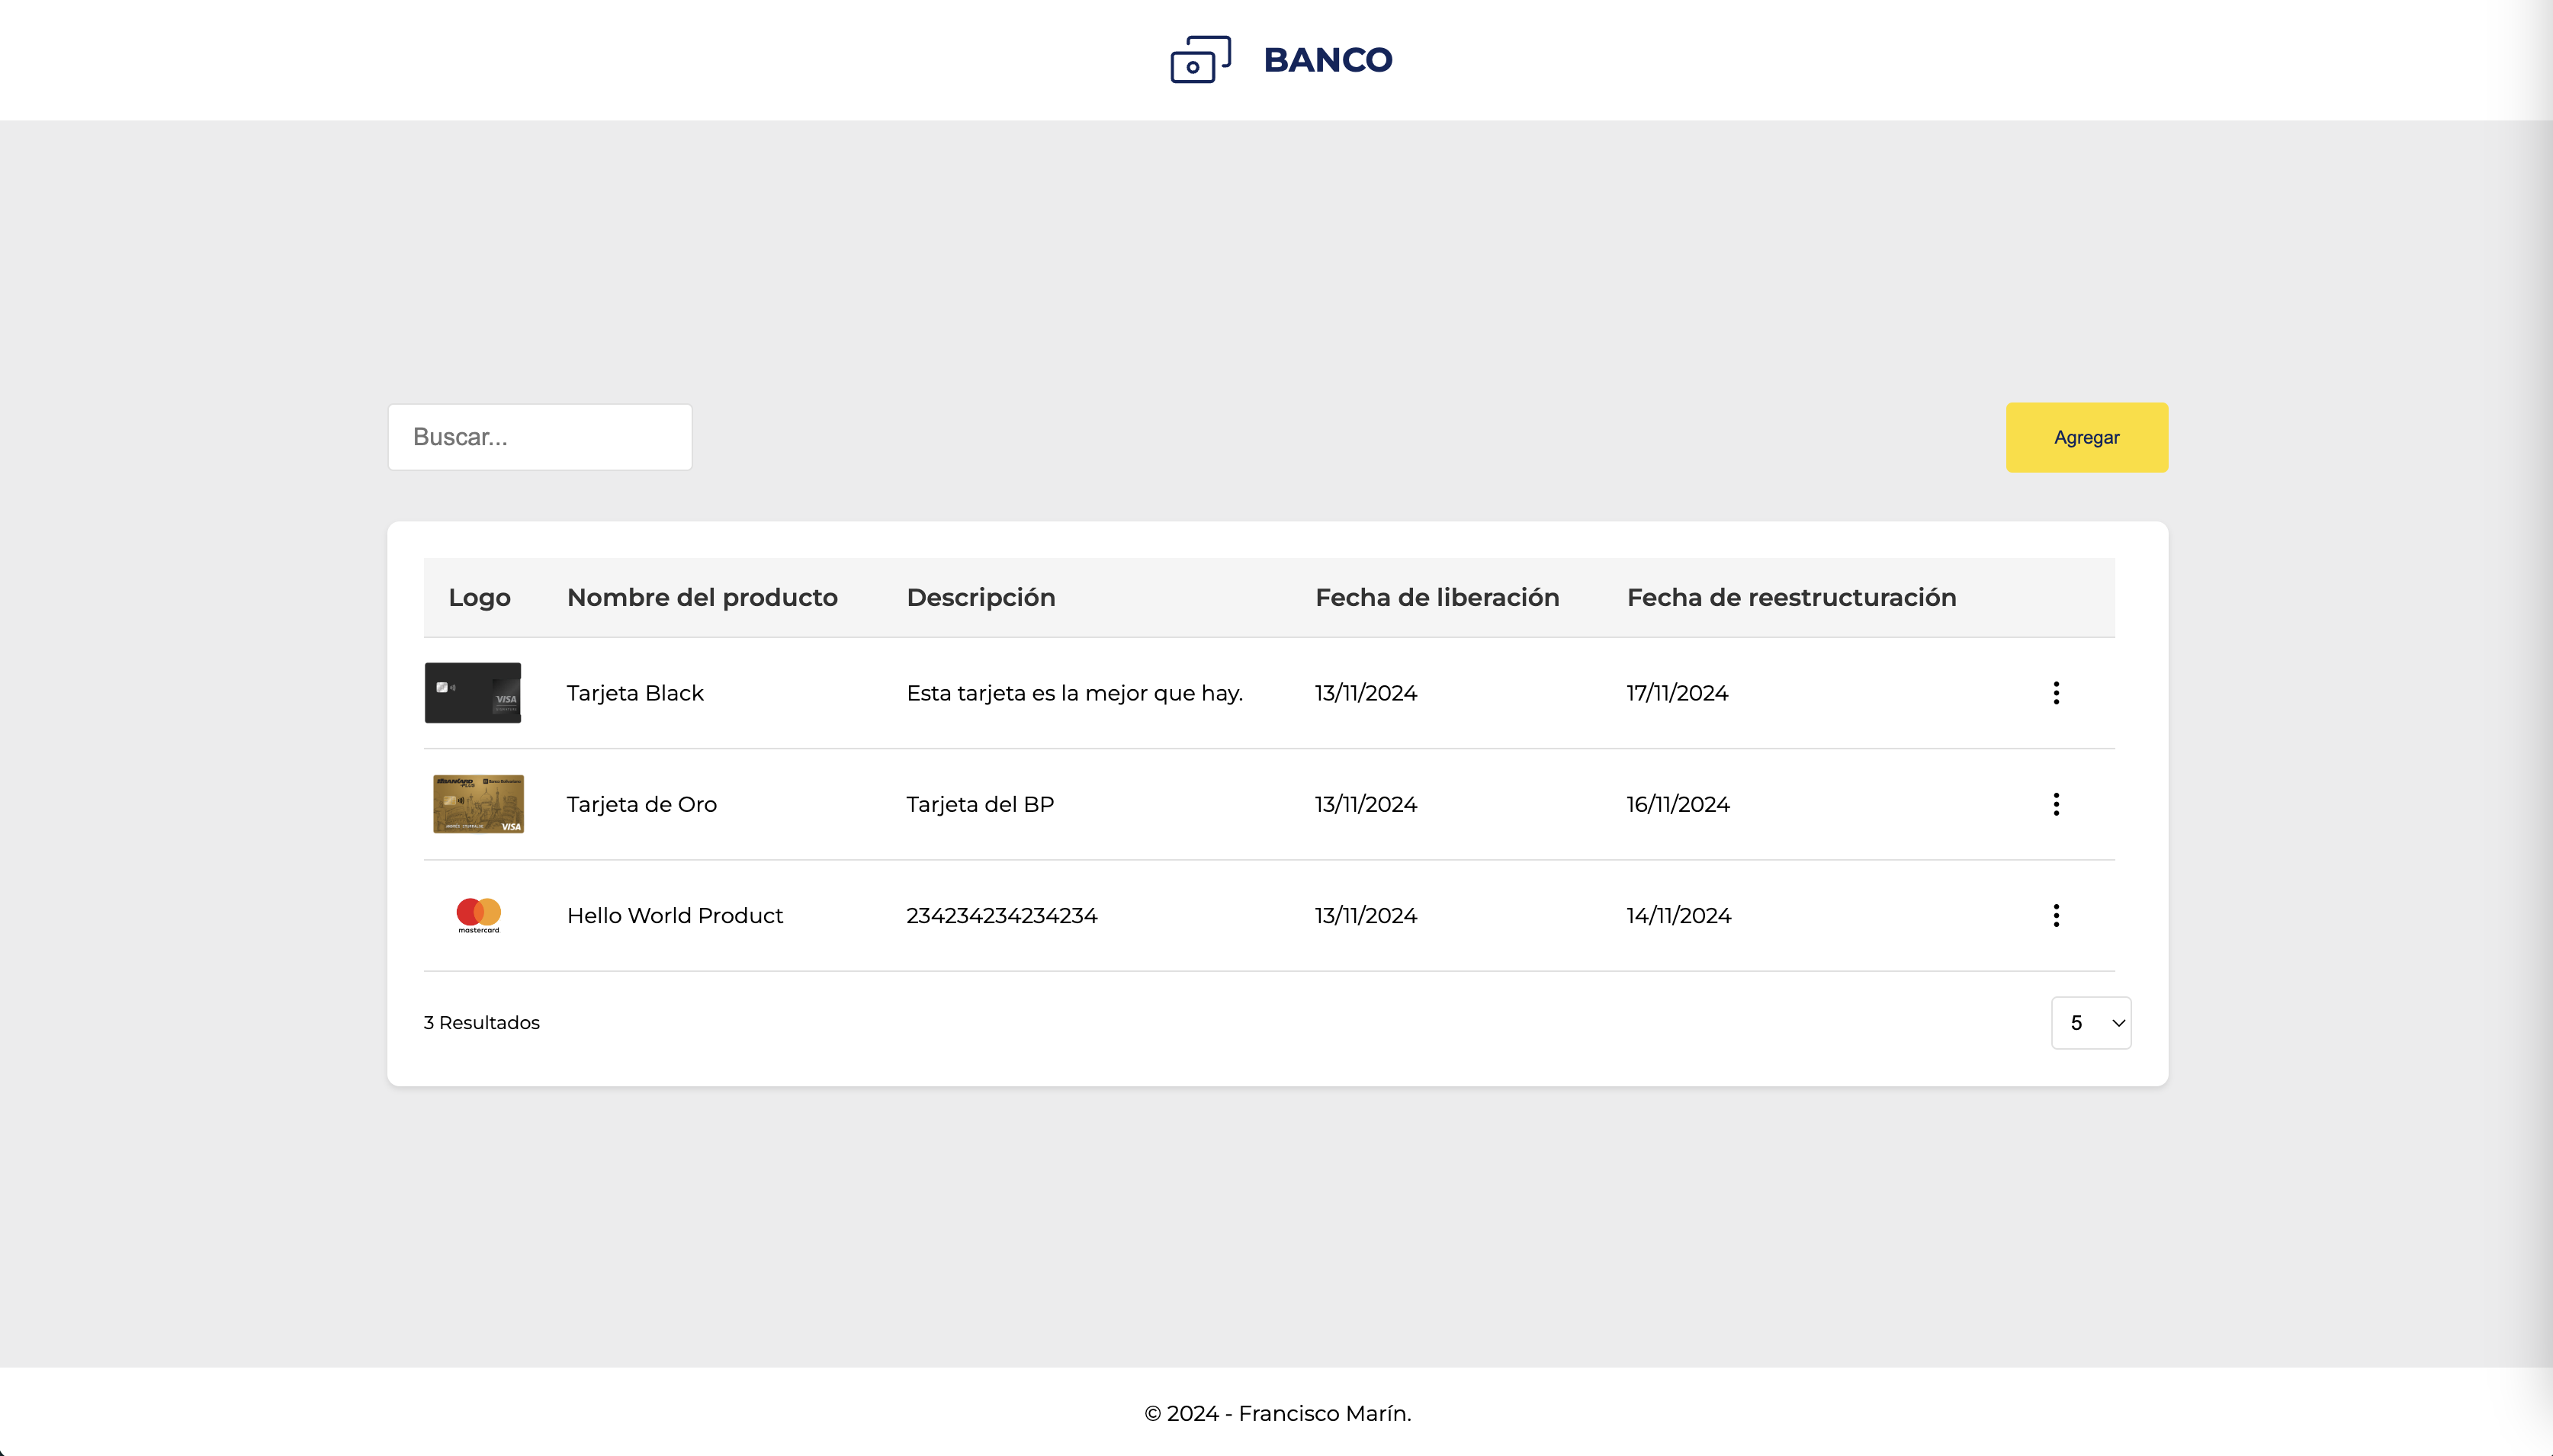 BANCO
Buscar...
Agregar
Logo Nombre del producto Descripción Fecha de liberación Fecha de reestructuración
VISA
Tarjeta Black Esta tarjeta es la mejor que hay. 13/11/2024 17/11/2024
VISA
Tarjeta de Oro Tarjeta del BP 13/11/2024 16/11/2024
mastercard
Hello World Product 234234234234234 13/11/2024 14/11/2024
3 Resultados
5
© 2024 - Francisco Marín.